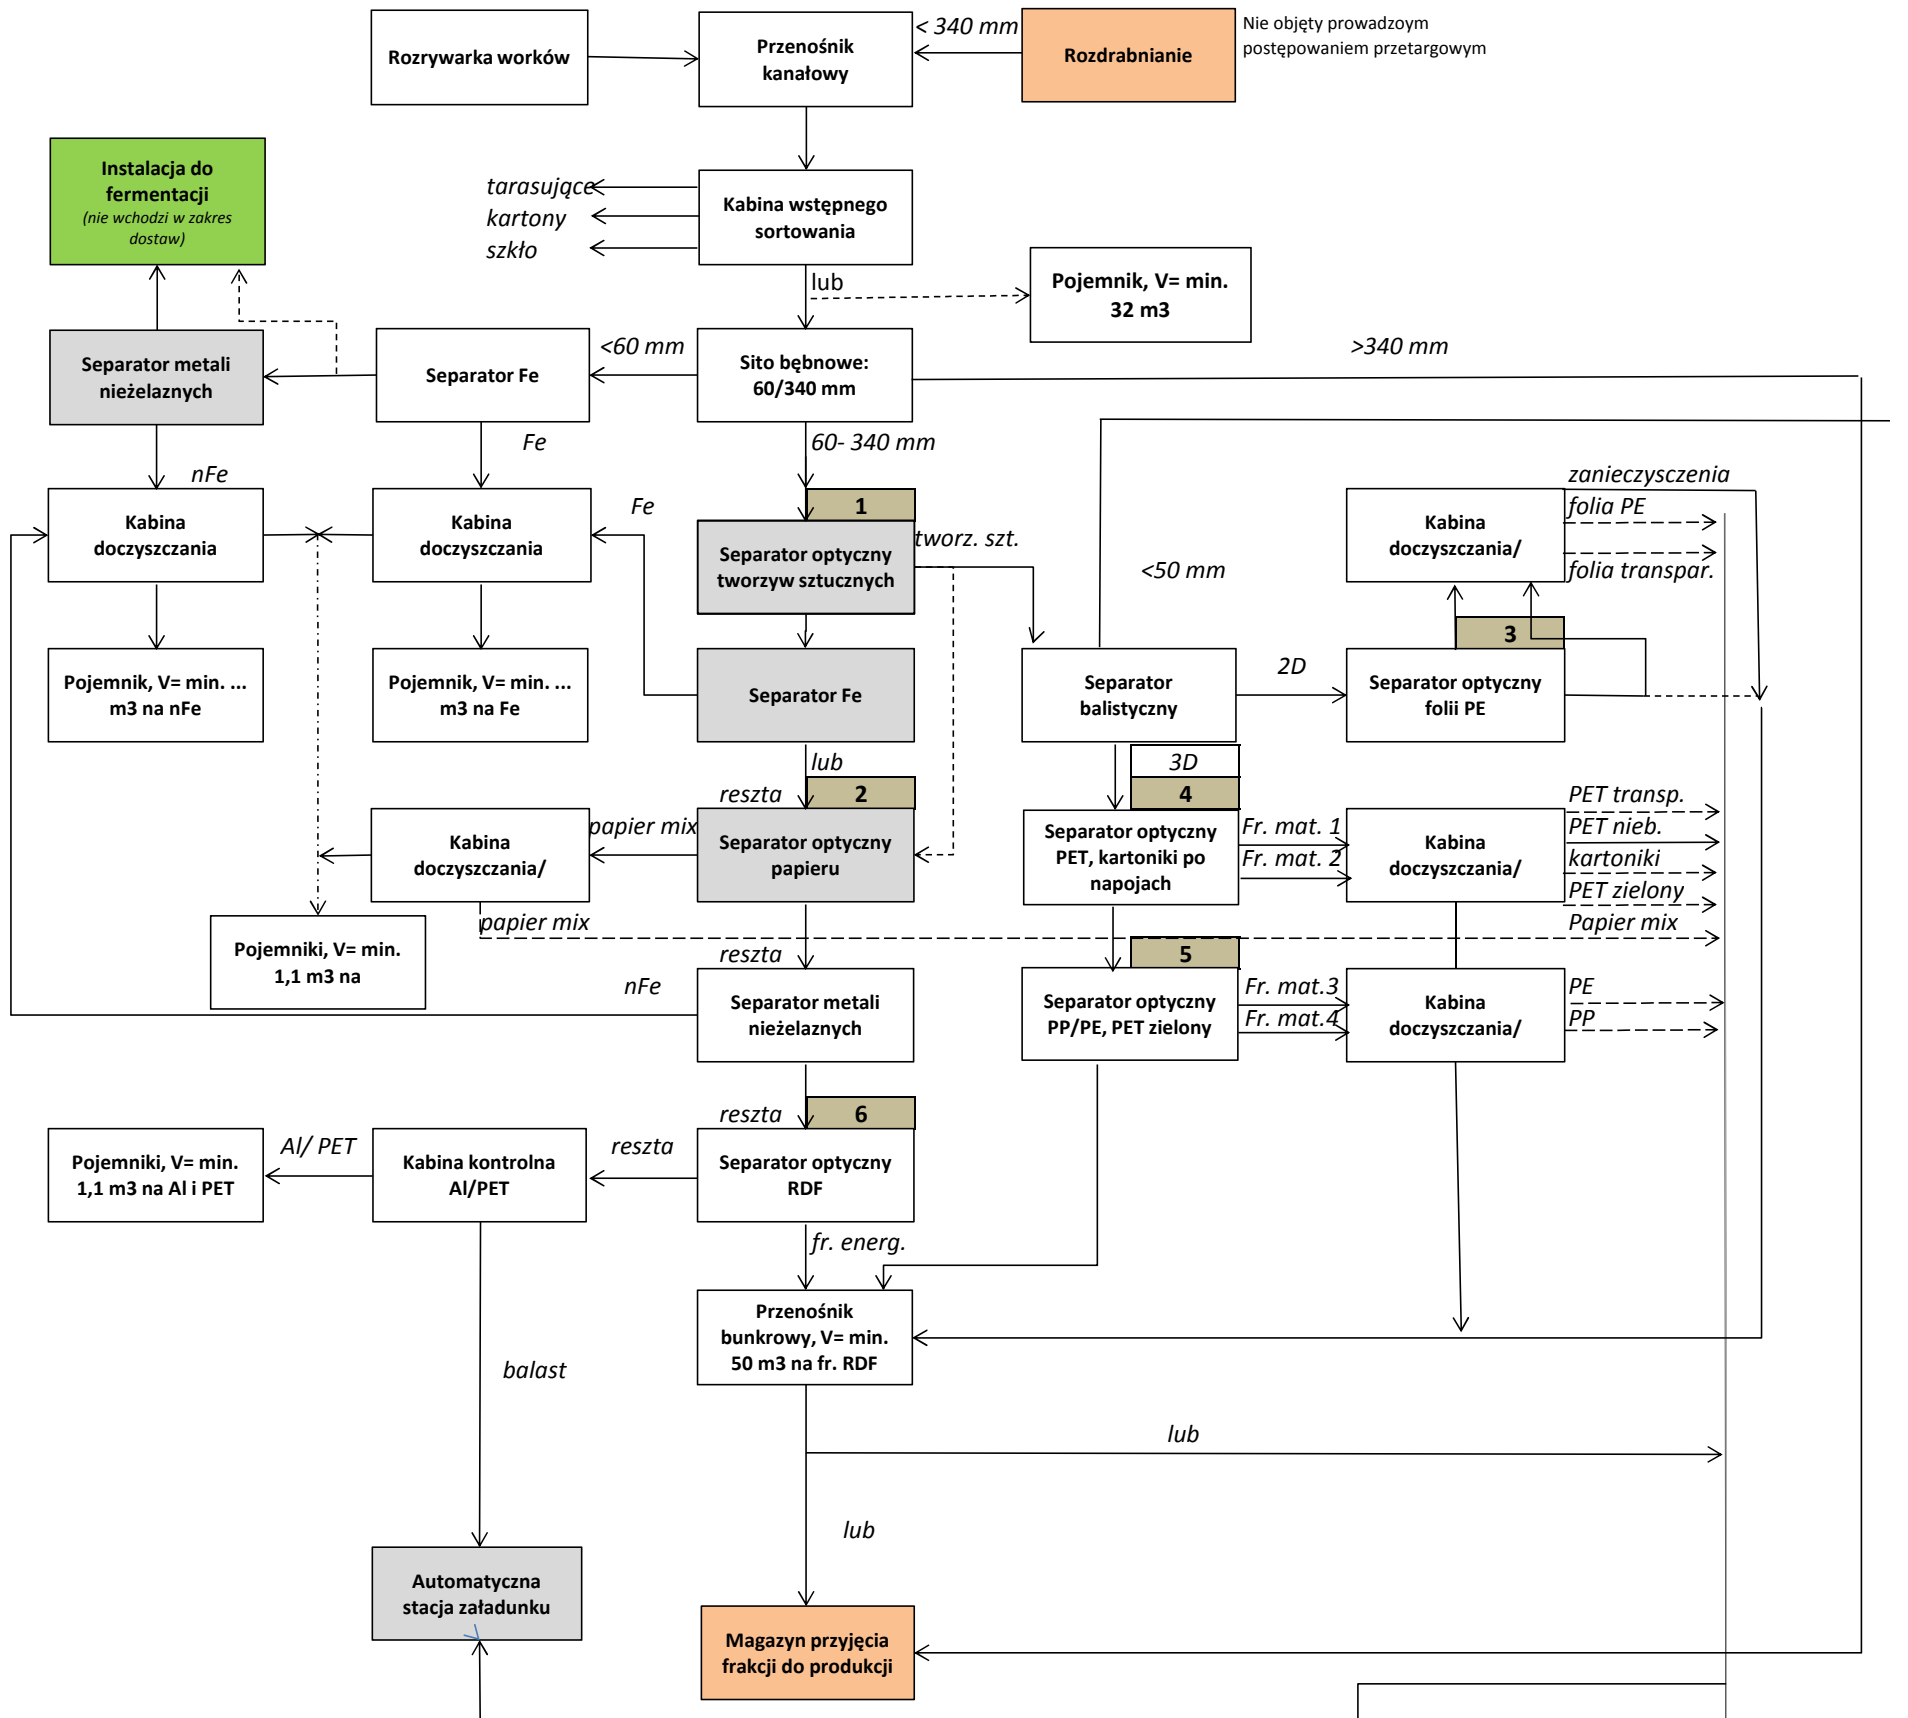 Rozrywarka worków
Przenośnik
kanałowy
< 340 mm
Rozdrabnianie
Nie objęty prowadzoym
postępowaniem przetargowym
Instalacja do
fermentacji
(nie wchodzi w zakres
dostaw)
tarasujące
kartony
szkło
Kabina wstępnego
sortowania
lub
Pojemnik, V= min.
32 m3
Separator metali
nieżelaznych
Separator Fe
<60 mm
Sito bębnowe:
60/340 mm
>340 mm
nFe
Fe
60- 340 mm
Kabina
doczyszczania
Kabina
doczyszczania
Fe
1
Separator optyczny
tworzyw sztucznych
tworz. szt.
<50 mm
Kabina
doczyszczania/
zanieczysczenia
folia PE
folia transpar.
Pojemnik, V= min. ...
m3 na nFe
Pojemnik, V= min. ...
m3 na Fe
Separator Fe
Separator
balistyczny
2D
3
Separator optyczny
folii PE
lub
reszta
2
3D
4
Kabina
doczyszczania/
papier mix
Separator optyczny
papieru
Separator optyczny
PET, kartoniki po
napojach
Fr. mat. 1
Fr. mat. 2
Kabina
doczyszczania/
PET transp.
PET nieb.
kartoniki
PET zielony
Papier mix
papier mix
Pojemniki, V= min.
1,1 m3 na
reszta
nFe
Separator metali
nieżelaznych
5
Separator optyczny
PP/PE, PET zielony
Fr. mat.3
Fr. mat.4
Kabina
doczyszczania/
PE
PP
reszta
6
Pojemniki, V= min.
1,1 m3 na Al i PET
Al/ PET
Kabina kontrolna
Al/PET
reszta
Separator optyczny
RDF
fr. energ.
Przenośnik
bunkrowy, V= min.
50 m3 na fr. RDF
balast
lub
lub
Automatyczna
stacja załadunku
Magazyn przyjęcia
frakcji do produkcji